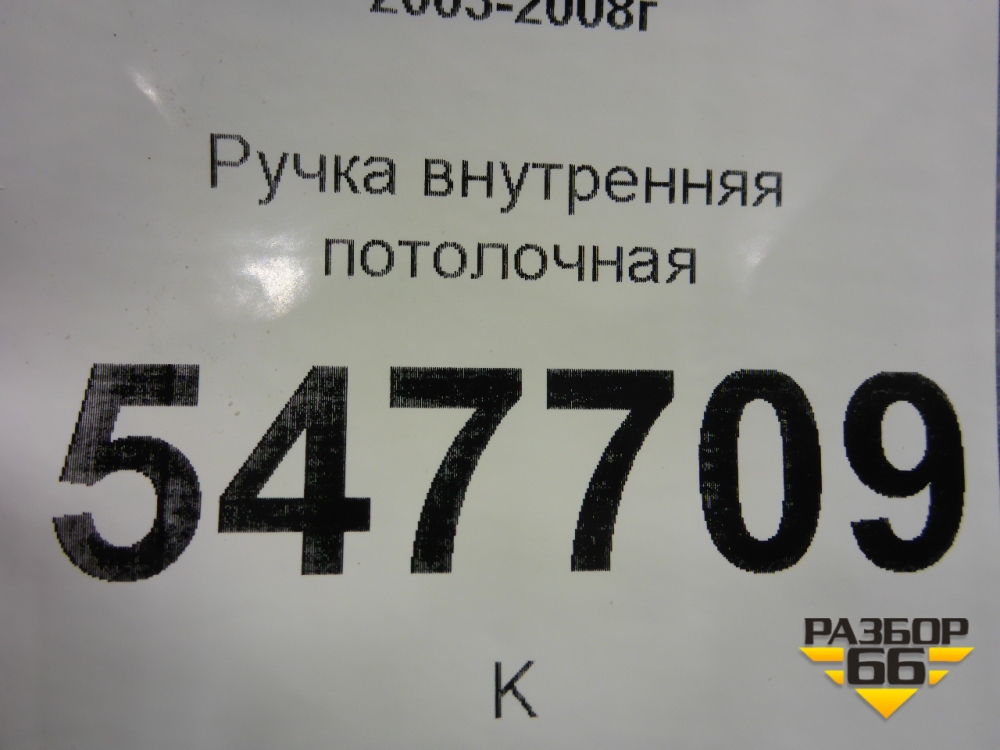 2003-2008г
Ручка внутренняя
потолочная
547709
К
РАЗБОР
66